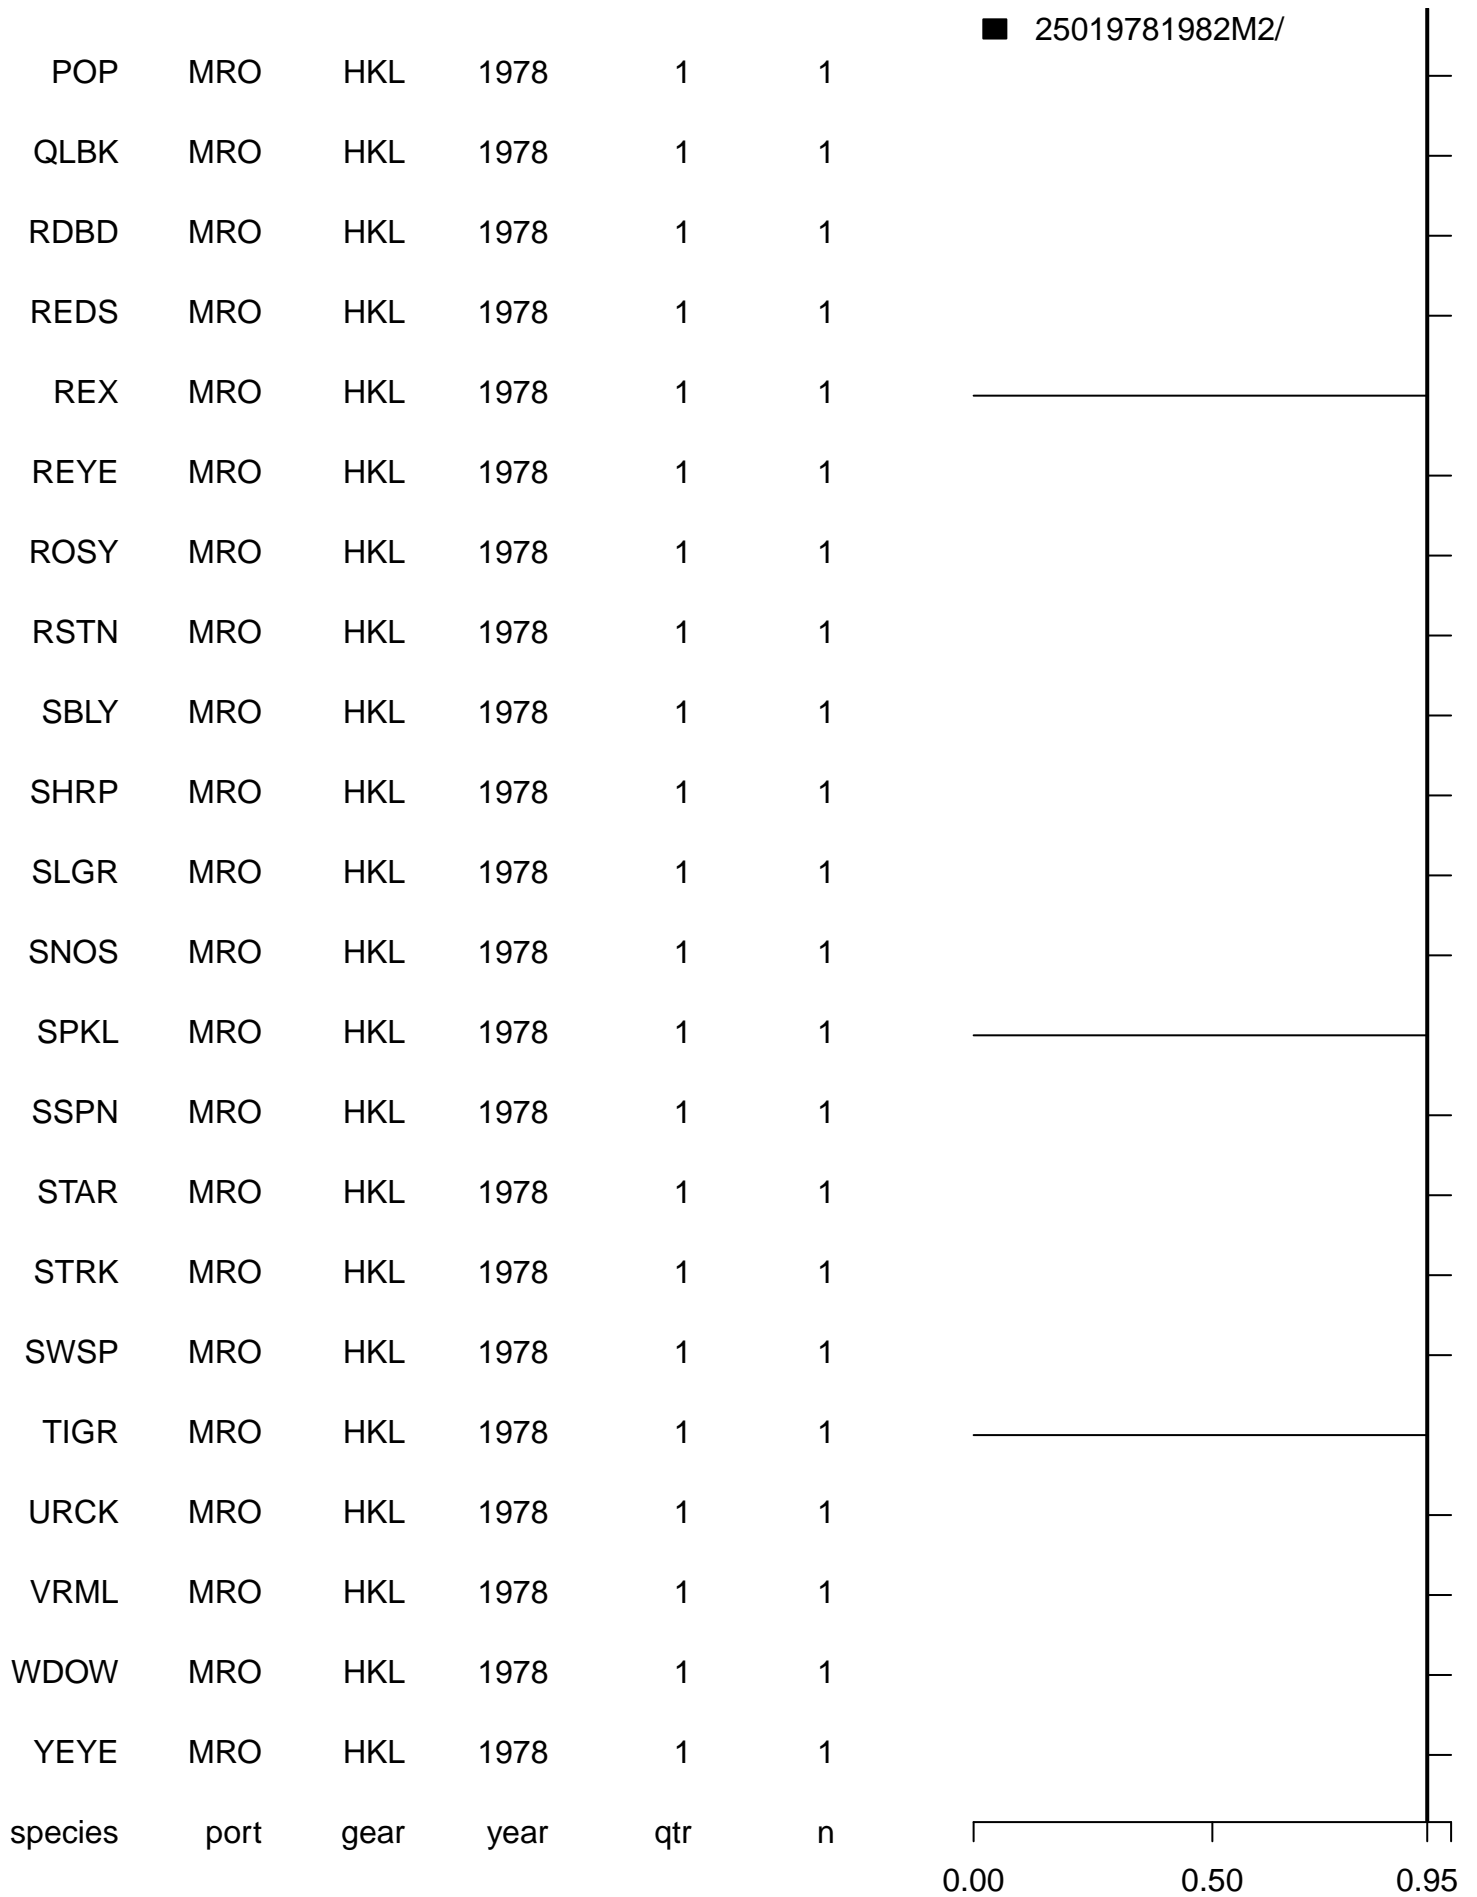 25019781982M2/
POP MRO HKL 1978 1 1
QLBK MRO HKL 1978 1 1
RDBD MRO HKL 1978 1 1
REDS MRO HKL 1978 1 1
REX MRO HKL 1978 1 1
REYE MRO HKL 1978 1 1
ROSY MRO HKL 1978 1 1
RSTN MRO HKL 1978 1 1
SBLY MRO HKL 1978 1 1
SHRP MRO HKL 1978 1 1
SLGR MRO HKL 1978 1 1
SNOS MRO HKL 1978 1 1
SPKL MRO HKL 1978 1 1
SSPN MRO HKL 1978 1 1
STAR MRO HKL 1978 1 1
STRK MRO HKL 1978 1 1
SWSP MRO HKL 1978 1 1
TIGR MRO HKL 1978 1 1
URCK MRO HKL 1978 1 1
VRML MRO HKL 1978 1 1
WDOW MRO HKL 1978 1 1
YEYE MRO HKL 1978 1 1
species port gear year qtr n
0.00 0.50 0.95